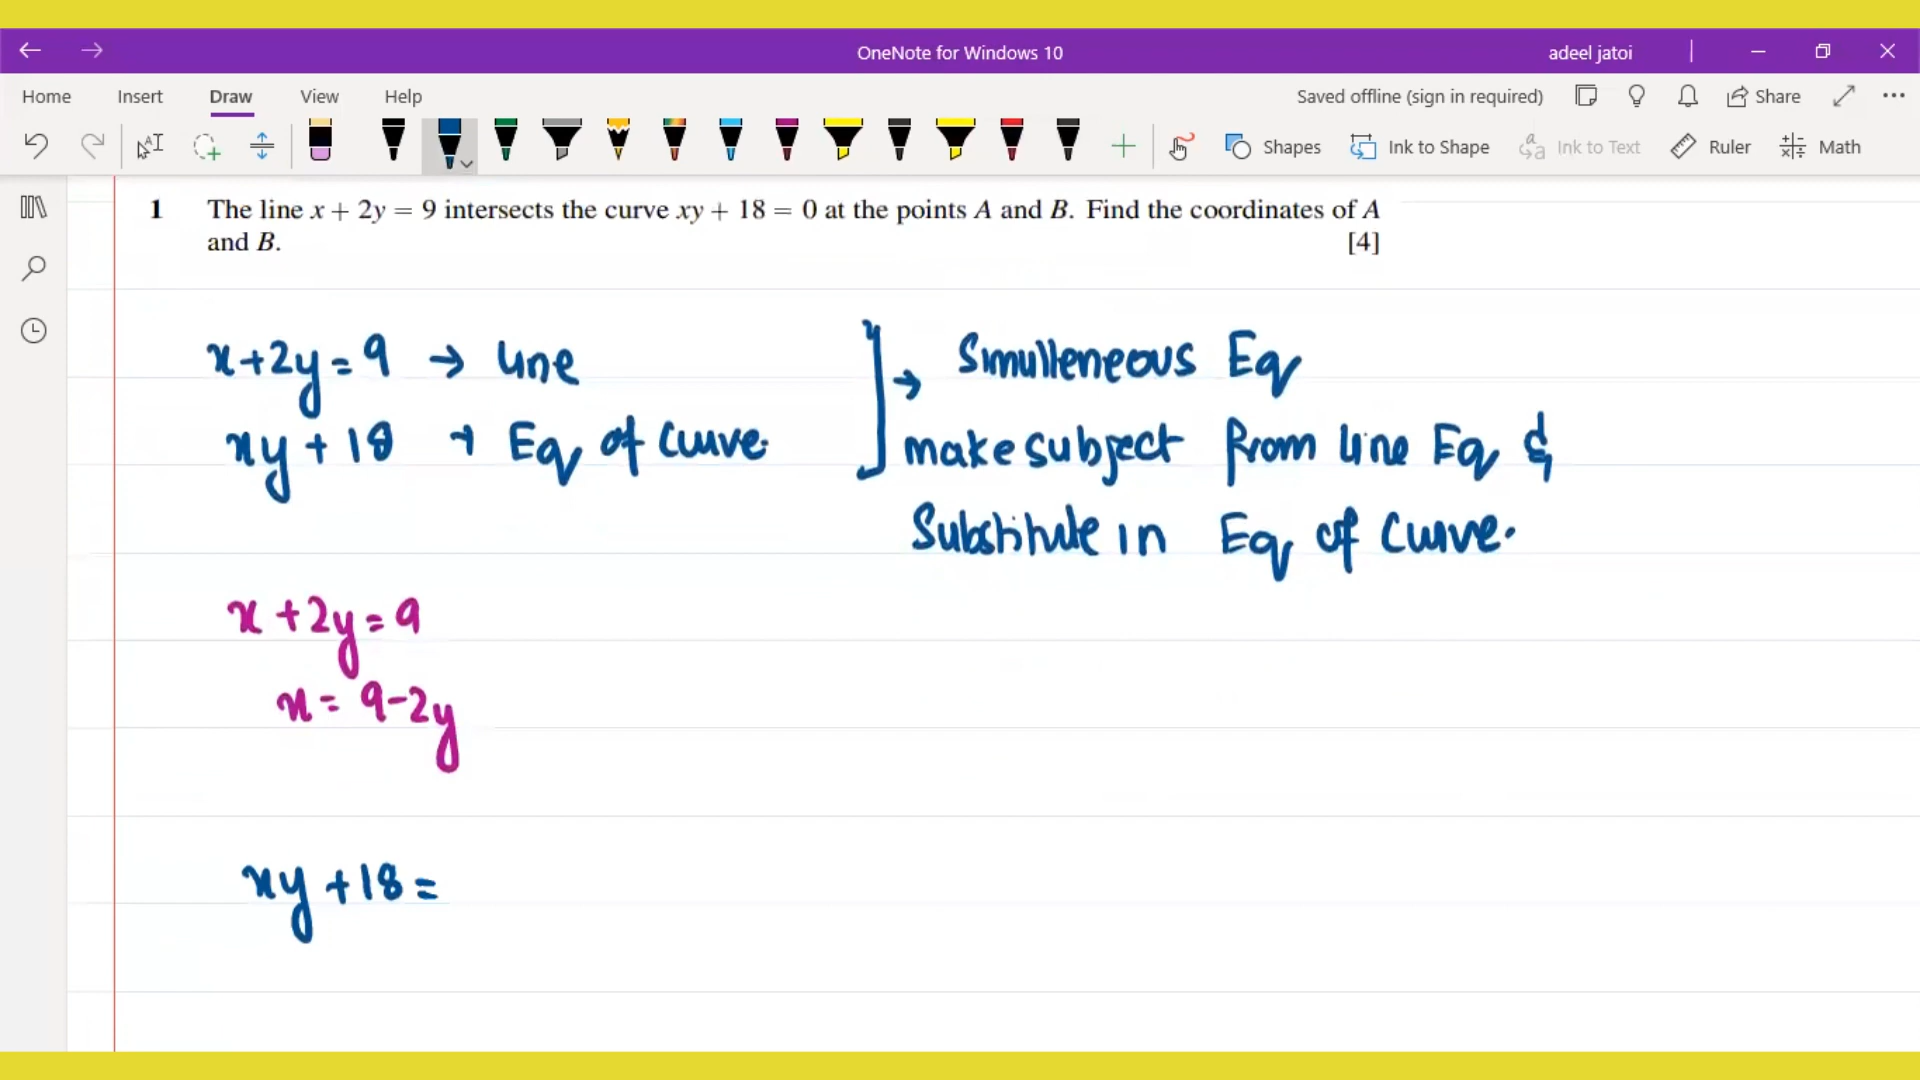 OneNote for Windows 10
adeel jatoi
Home Insert Draw View Help
Saved offline (sign in required) Share
Shapes Ink to Shape Ink to Text Ruler Math
1 The line x + 2y = 9 intersects the curve xy + 18 = 0 at the points A and B. Find the coordinates of A
and B. [4]
x+2y=9 → line
xy + 18 → Eq of Curve.
→ Simulleneous Eq
make subject from line Eq &
Substitute in Eq of Curve.
x +2y=9
x= 9-2y
xy +18=